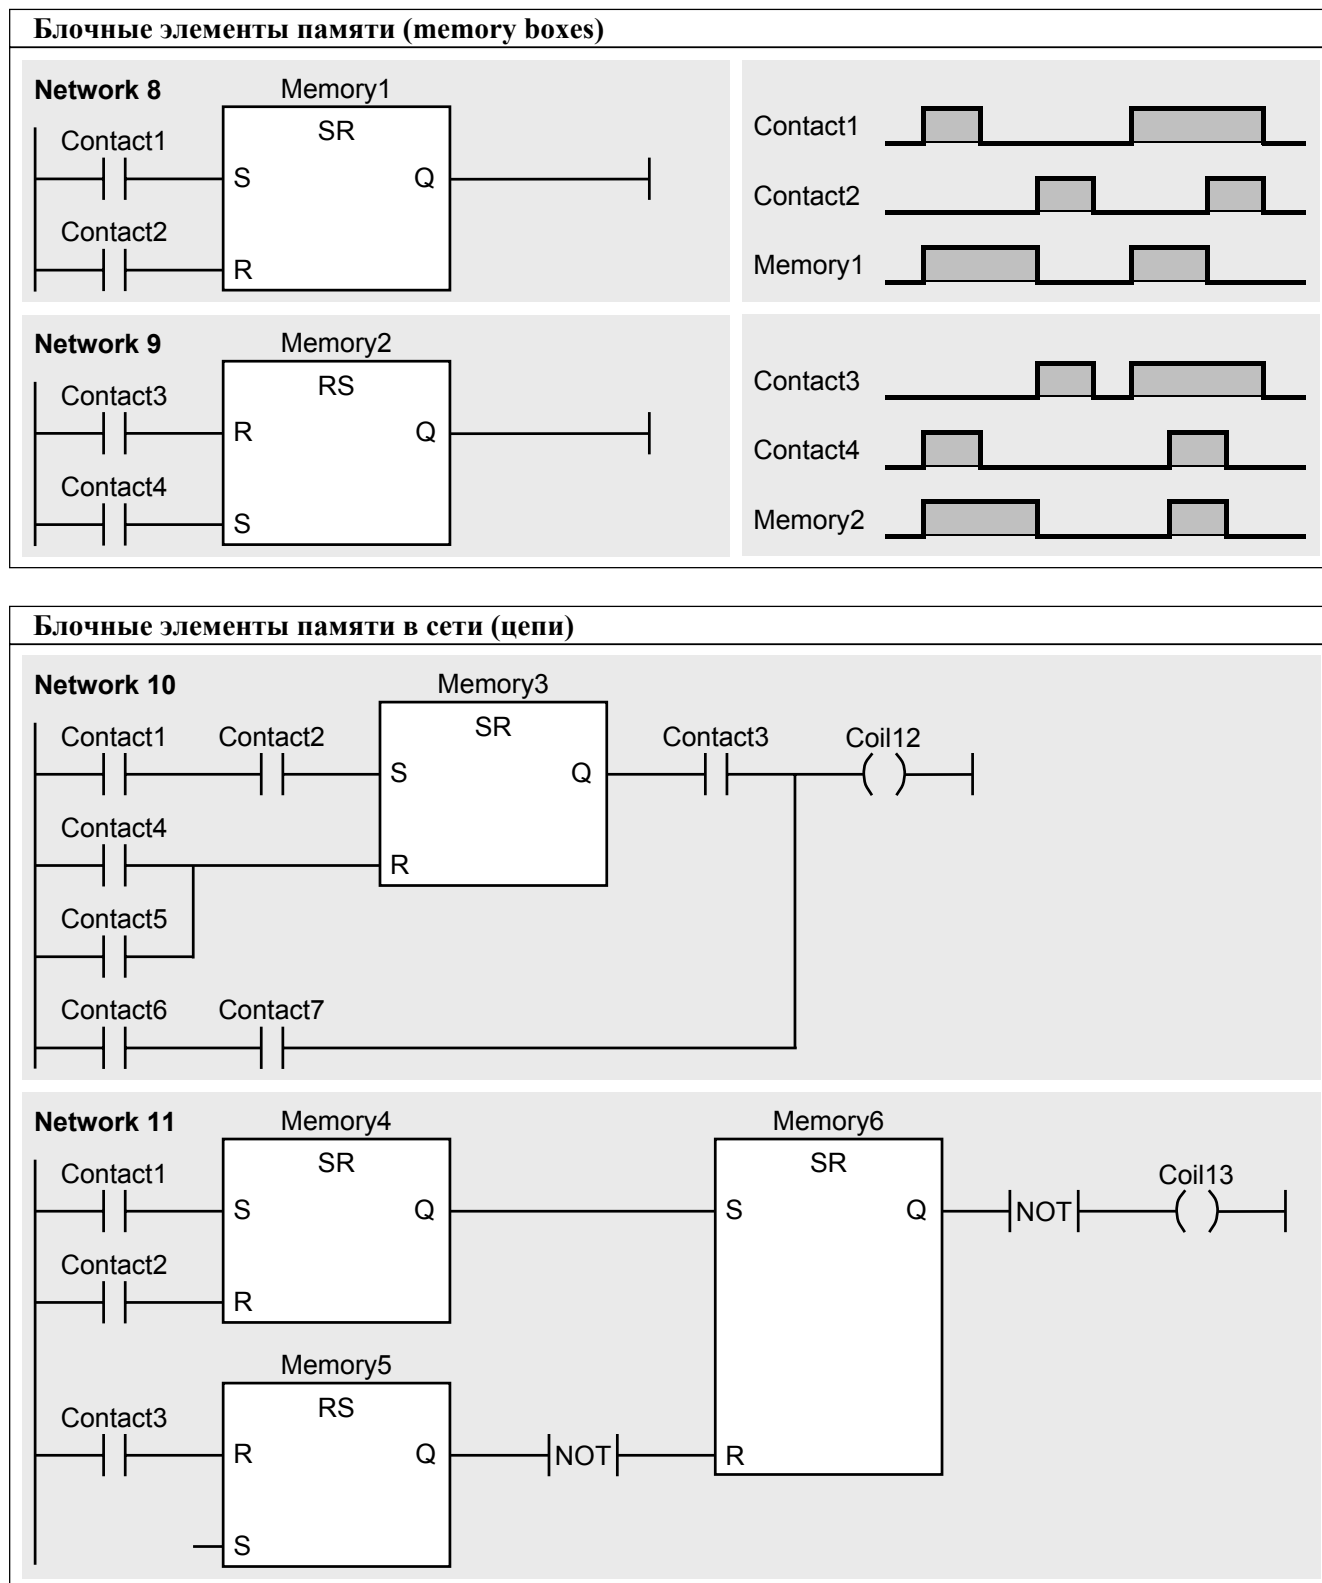 Блочные элементы памяти (memory boxes)
Network 8
Memory1
SR
Contact1
S Q
Contact2
R
Contact1
Contact2
Memory1
Network 9
Memory2
RS
Contact3
R Q
Contact4
S
Contact3
Contact4
Memory2
Блочные элементы памяти в сети (цепи)
Network 10
Memory3
SR
Contact1 Contact2 Contact3 Coil12
S Q
Contact4
R
Contact5
Contact6 Contact7
Network 11
Memory4 Memory6
SR SR
Contact1 Coil13
S Q S Q NOT
Contact2
R
Memory5
RS
Contact3
R Q NOT R
S